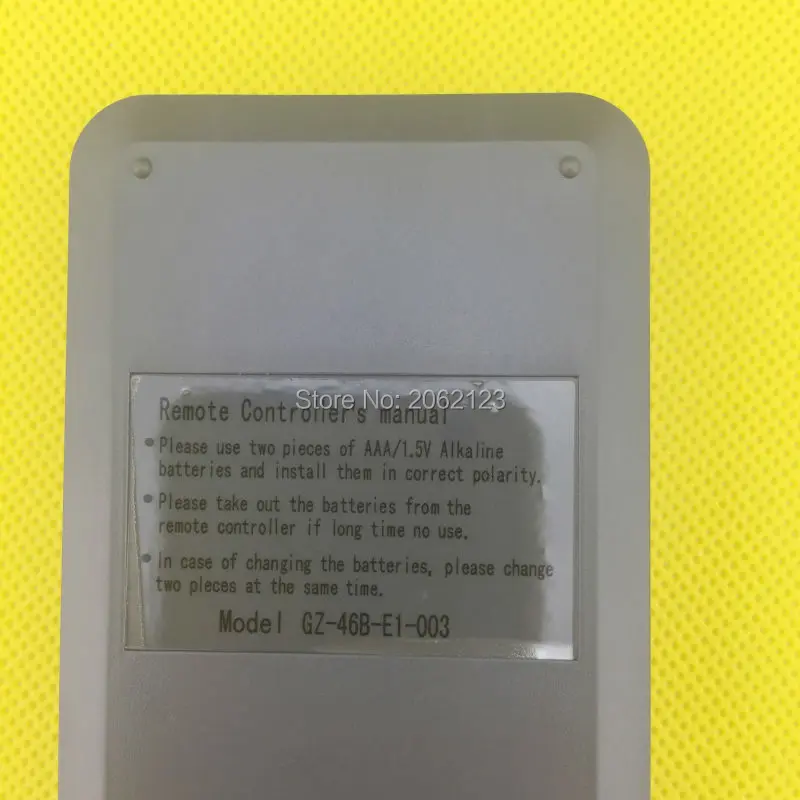 Store No: 2062123
Remote Controller's manual
• Please use two pieces of AAA/1.5V Alkaline
batteries and install them in correct polarity.
• Please take out the batteries from the
remote controller if long time no use.
• In case of changing the batteries, please change
two pieces at the same time.
Model GZ-46B-E1-003